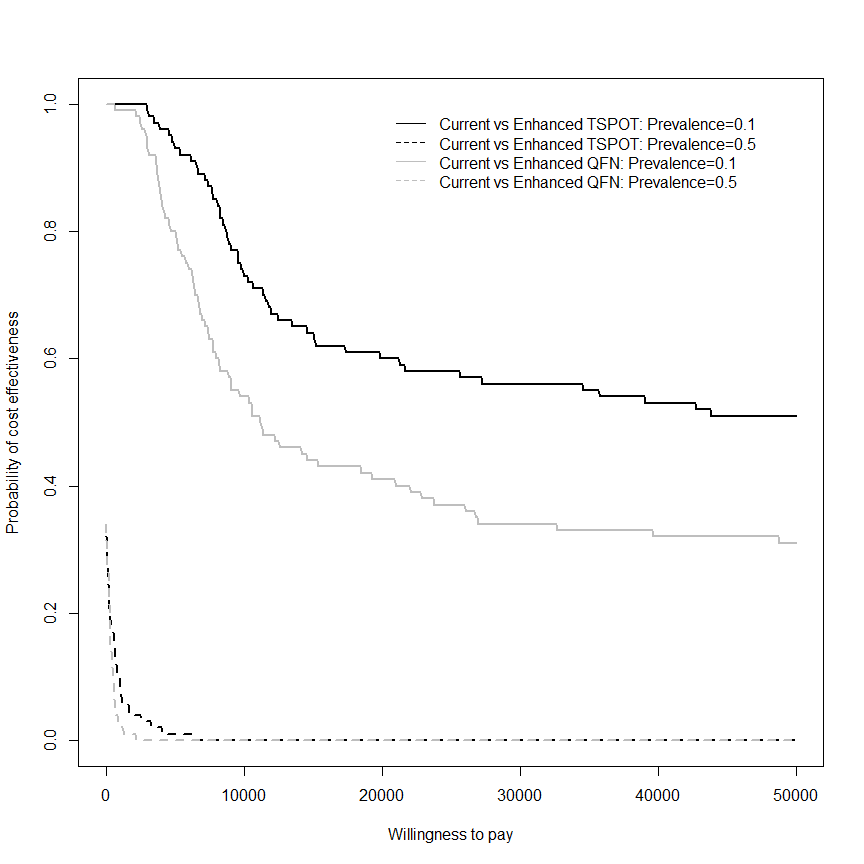 Current vs Enhanced TSPOT: Prevalence=0.1
Current vs Enhanced TSPOT: Prevalence=0.5
Current vs Enhanced QFN: Prevalence=0.1
Current vs Enhanced QFN: Prevalence=0.5
Probability of cost effectiveness
1.0
0.8
0.6
0.4
0.2
0.0
0 10000 20000 30000 40000 50000
Willingness to pay